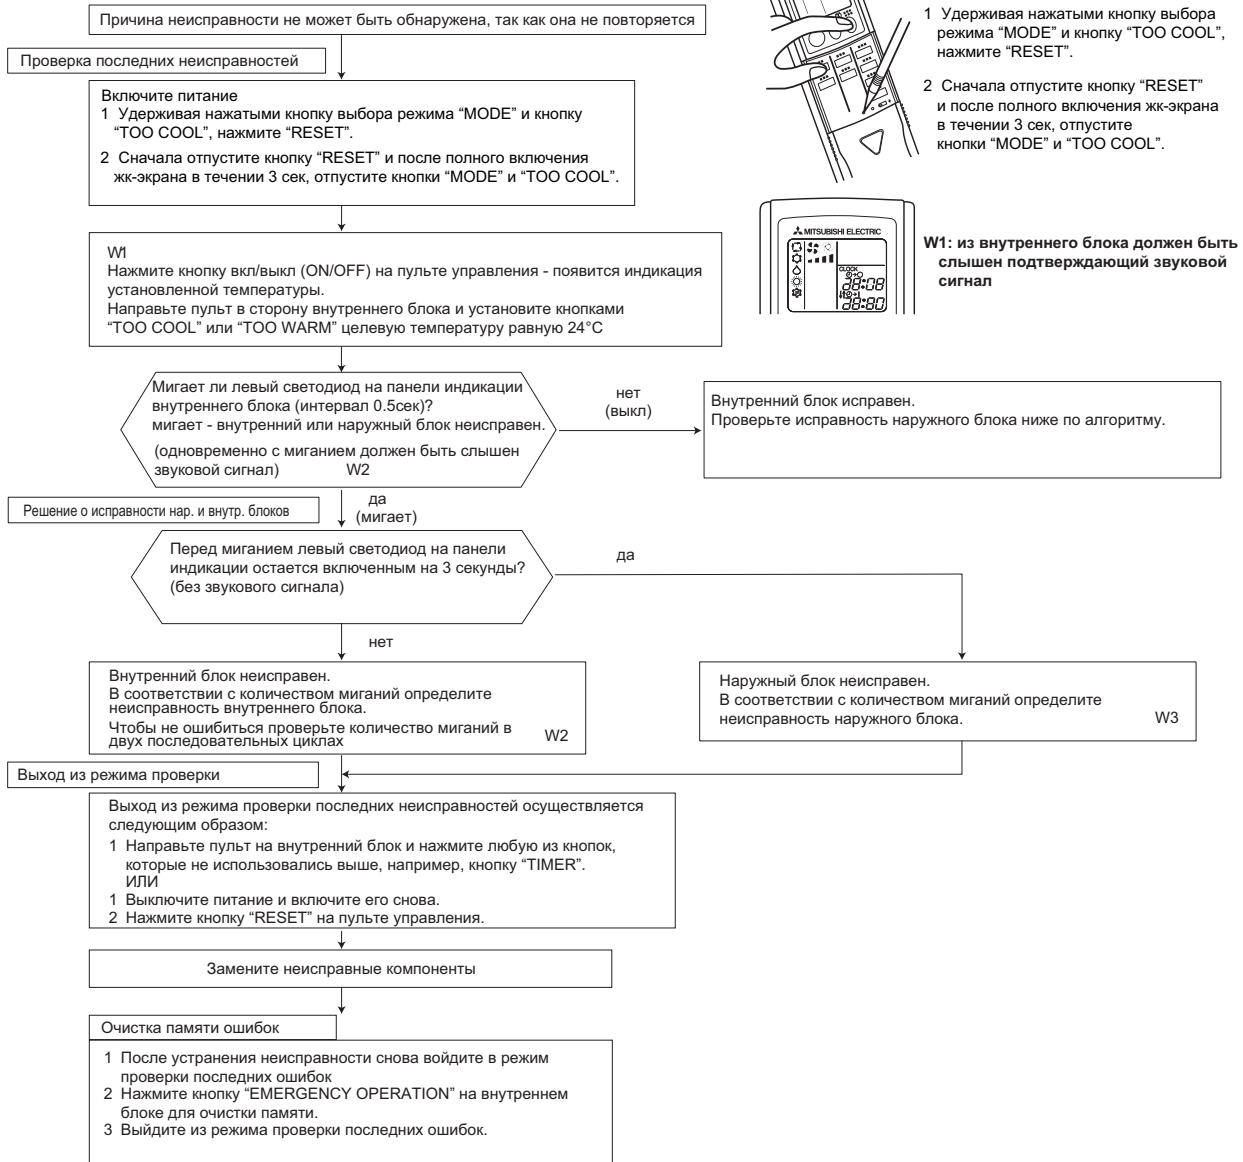 Причина неисправности не может быть обнаружена, так как она не повторяется
Проверка последних неисправностей
Включите питание
1 Удерживая нажатыми кнопку выбора режима “MODE” и кнопку
“TOO COOL”, нажмите “RESET”.
2 Сначала отпустите кнопку “RESET” и после полного включения
жк-экрана в течении 3 сек, отпустите кнопки “MODE” и “TOO COOL”.
1 Удерживая нажатыми кнопку выбора
режима “MODE” и кнопку “TOO COOL”,
нажмите “RESET”.
2 Сначала отпустите кнопку “RESET”
и после полного включения жк-экрана
в течении 3 сек, отпустите
кнопки “MODE” и “TOO COOL”.
MITSUBISHI ELECTRIC
CLOCK
88:08
88:80
W1: из внутреннего блока должен быть
слышен подтверждающий звуковой
сигнал
W1
Нажмите кнопку вкл/выкл (ON/OFF) на пульте управления - появится индикация
установленной температуры.
Направьте пульт в сторону внутреннего блока и установите кнопками
“TOO COOL” или “TOO WARM” целевую температуру равную 24°C
Мигает ли левый светодиод на панели индикации
внутреннего блока (интервал 0.5сек)?
мигает - внутренний или наружный блок неисправен.
(одновременно с миганием должен быть слышен
звуковой сигнал) W2
нет
(выкл)
Внутренний блок исправен.
Проверьте исправность наружного блока ниже по алгоритму.
да
(мигает)
Решение о исправности нар. и внутр. блоков
Перед миганием левый светодиод на панели
индикации остается включенным на 3 секунды?
(без звукового сигнала)
да
нет
Внутренний блок неисправен.
В соответствии с количеством миганий определите
неисправность внутреннего блока.
Чтобы не ошибиться проверьте количество миганий в
двух последовательных циклах W2
Наружный блок неисправен.
В соответствии с количеством миганий определите
неисправность наружного блока. W3
Выход из режима проверки
Выход из режима проверки последних неисправностей осуществляется
следующим образом:
1 Направьте пульт на внутренний блок и нажмите любую из кнопок,
которые не использовались выше, например, кнопку “TIMER”.
ИЛИ
1 Выключите питание и включите его снова.
2 Нажмите кнопку “RESET” на пульте управления.
Замените неисправные компоненты
Очистка памяти ошибок
1 После устранения неисправности снова войдите в режим
проверки последних ошибок
2 Нажмите кнопку “EMERGENCY OPERATION” на внутреннем
блоке для очистки памяти.
3 Выйдите из режима проверки последних ошибок.